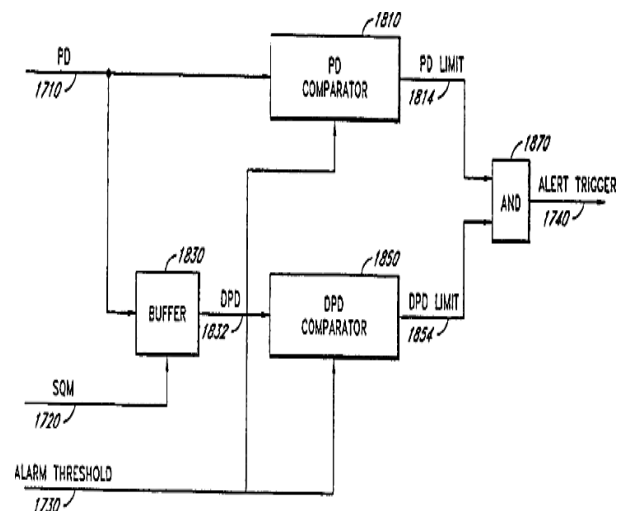 1810
PD
1710
PD
COMPARATOR
PD LIMIT
1814
1870
AND
ALERT TRIGGER
1740
1830
BUFFER
DPD
1832
1850
DPD
COMPARATOR
DPD LIMIT
1854
SQM
1720
ALARM THRESHOLD
1730